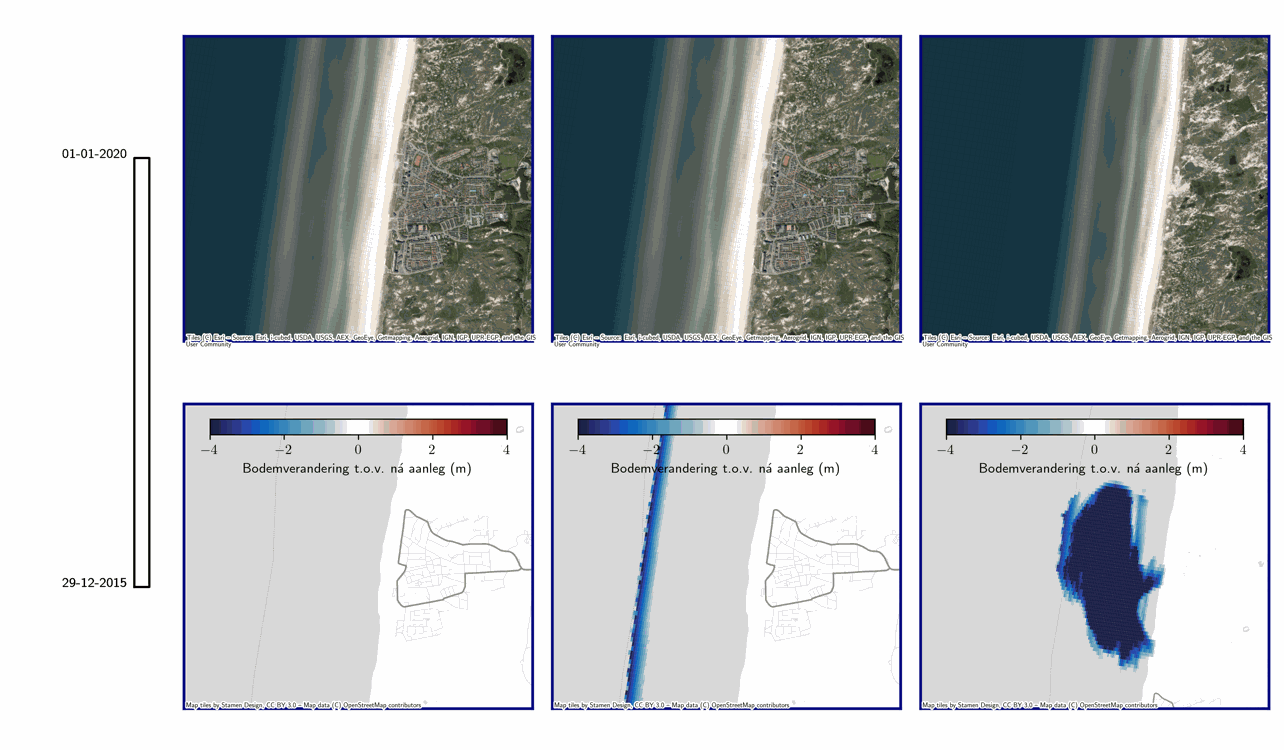 01-01-2020
29-12-2015
Tiles (C) Esri -- Source: Esri, i-cubed, USDA, USGS, AEX, GeoEye, Getmapping, Aerogrid, IGN, IGP, UPR-EGP, and the GIS
User Community
Tiles (C) Esri -- Source: Esri, i-cubed, USDA, USGS, AEX, GeoEye, Getmapping, Aerogrid, IGN, IGP, UPR-EGP, and the GIS
User Community
Tiles (C) Esri -- Source: Esri, i-cubed, USDA, USGS, AEX, GeoEye, Getmapping, Aerogrid, IGN, IGP, UPR-EGP, and the GIS
User Community
−4 −2 0 2 4
Bodemverandering t.o.v. ná aanleg (m)
Map tiles by Stamen Design, CC BY 3.0 -- Map data (C) OpenStreetMap contributors
−4 −2 0 2 4
Bodemverandering t.o.v. ná aanleg (m)
Map tiles by Stamen Design, CC BY 3.0 -- Map data (C) OpenStreetMap contributors
−4 −2 0 2 4
Bodemverandering t.o.v. ná aanleg (m)
Map tiles by Stamen Design, CC BY 3.0 -- Map data (C) OpenStreetMap contributors